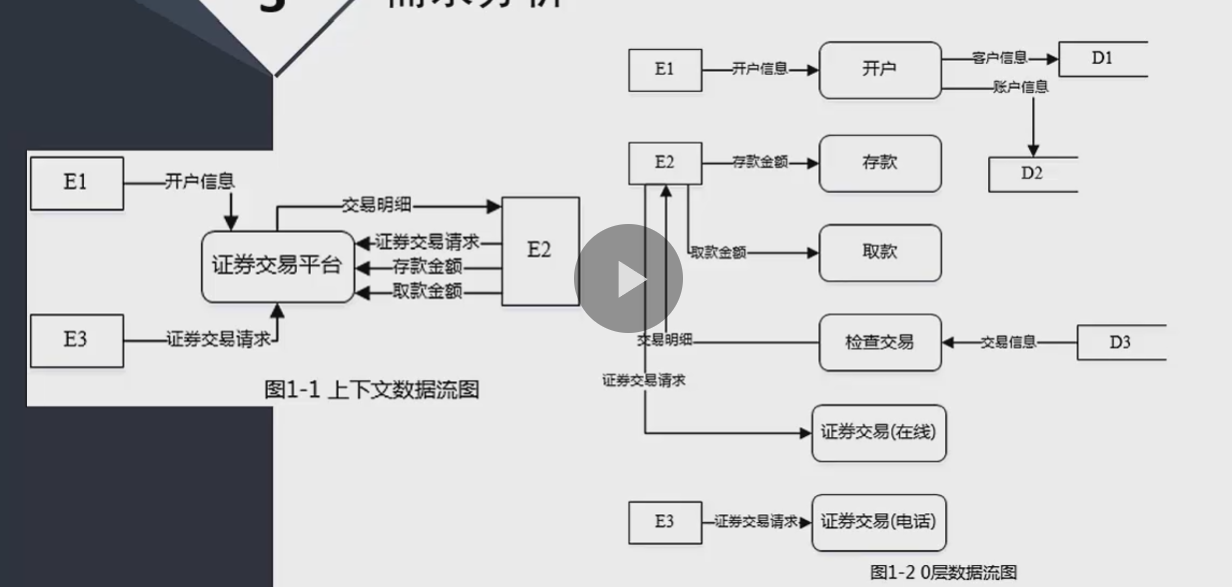 3
需求分析
E1
开户信息
证券交易平台
交易明细
证券交易请求
存款金额
取款金额
E2
E3
证券交易请求
图1-1 上下文数据流图
E1
开户信息
开户
客户信息
D1
账户信息
D2
E2
存款金额
存款
取款金额
取款
交易明细
检查交易
交易信息
D3
证券交易请求
证券交易(在线)
E3
证券交易请求
证券交易(电话)
图1-2 0层数据流图